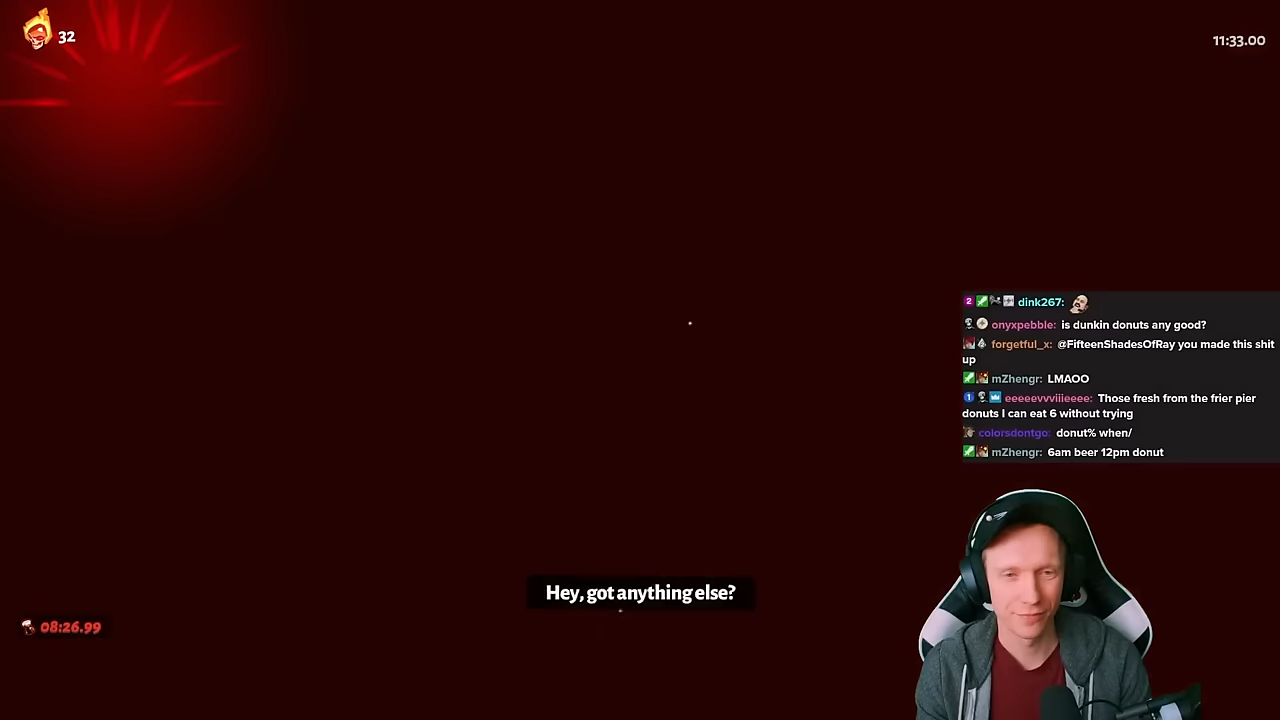 32
11:33.00
2 dink267:
onyxpebble: is dunkin donuts any good?
forgetful_x: @FifteenShadesOfRay you made this shit
up
mZhengr: LMAOO
1 eeeeevvviiieeee: Those fresh from the frier pier
donuts I can eat 6 without trying
colorsdontgo: donut% when/
mZhengr: 6am beer 12pm donut
Hey, got anything else?
08:26.99